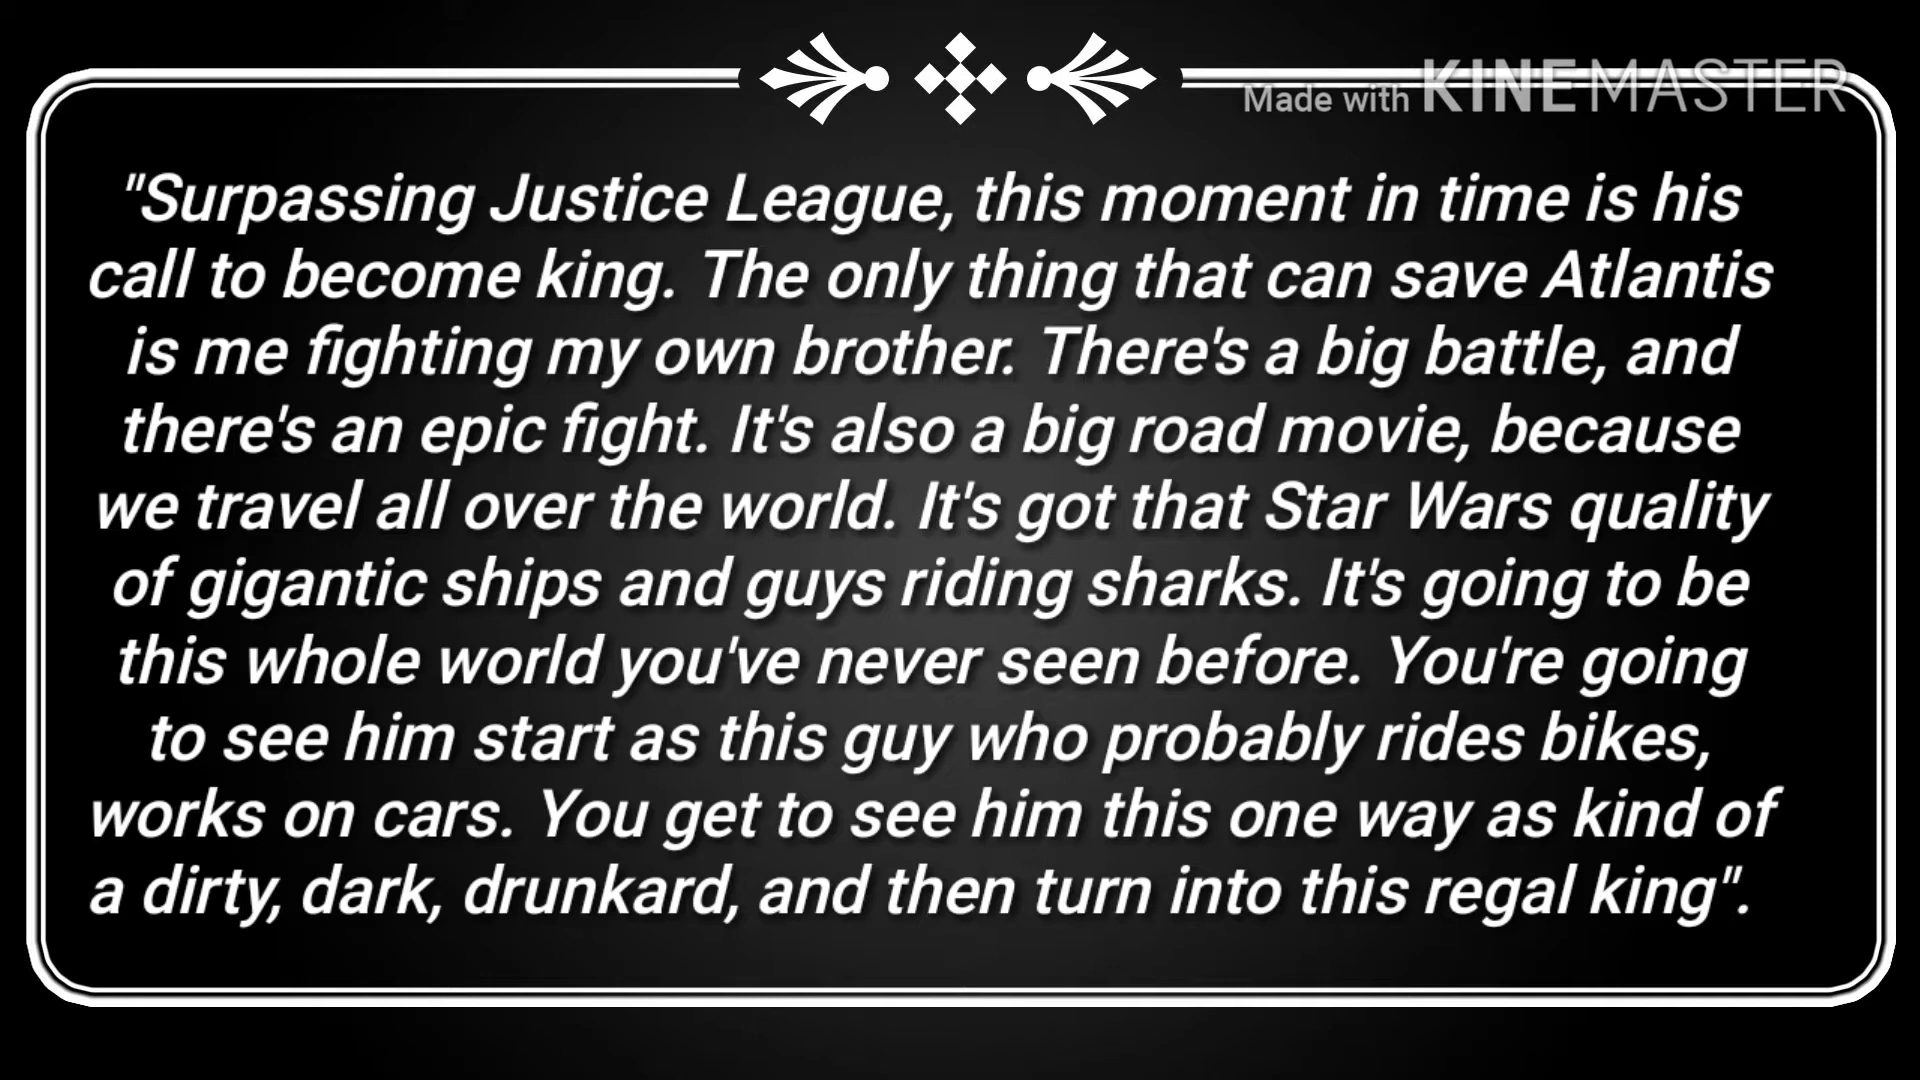 Made with KINEMASTER
"Surpassing Justice League, this moment in time is his
call to become king. The only thing that can save Atlantis
is me fighting my own brother. There's a big battle, and
there's an epic fight. It's also a big road movie, because
we travel all over the world. It's got that Star Wars quality
of gigantic ships and guys riding sharks. It's going to be
this whole world you've never seen before. You're going
to see him start as this guy who probably rides bikes,
works on cars. You get to see him this one way as kind of
a dirty, dark, drunkard, and then turn into this regal king".